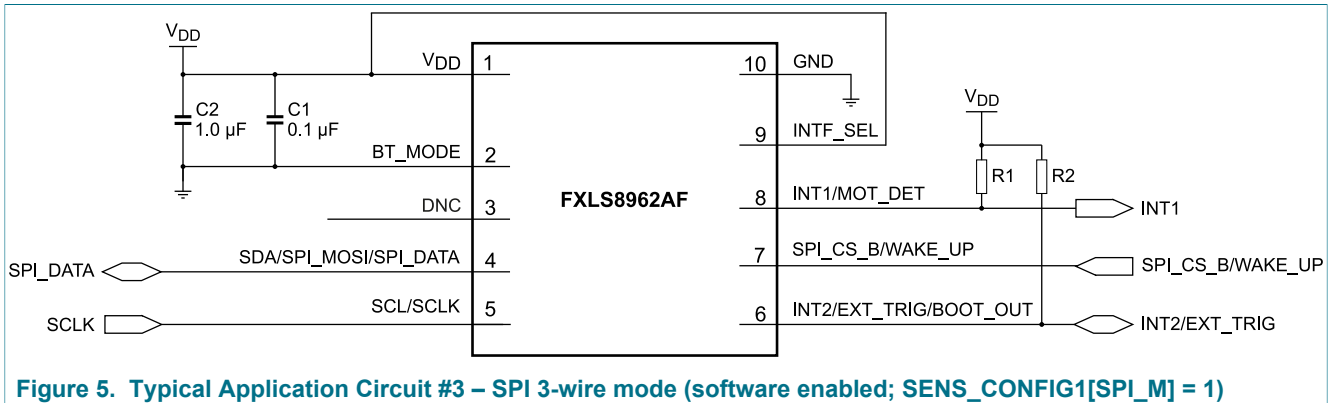 VDD
VDD
1
10
GND
C2
1.0 µF
C1
0.1 µF
VDD
9
INTF_SEL
BT_MODE
2
R1
R2
FXLS8962AF
DNC
3
8
INT1/MOT_DET
INT1
SPI_DATA
SDA/SPI_MOSI/SPI_DATA
4
7
SPI_CS_B/WAKE_UP
SPI_CS_B/WAKE_UP
SCLK
SCL/SCLK
5
6
INT2/EXT_TRIG/BOOT_OUT
INT2/EXT_TRIG
Figure 5. Typical Application Circuit #3 – SPI 3-wire mode (software enabled; SENS_CONFIG1[SPI_M] = 1)